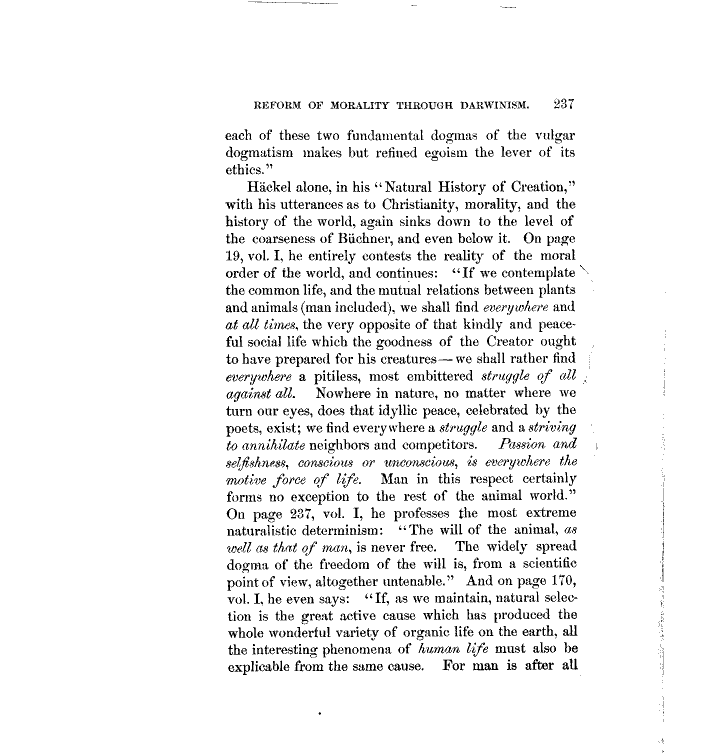 REFORM OF MORALITY THROUGH DARWINISM. 237
each of these two fundamental dogmas of the vulgar
dogmatism makes but refined egoism the lever of its
ethics."
Häckel alone, in his "Natural History of Creation,"
with his utterances as to Christianity, morality, and the
history of the world, again sinks down to the level of
the coarseness of Büchner, and even below it. On page
19, vol. I, he entirely contests the reality of the moral
order of the world, and continues: "If we contemplate
the common life, and the mutual relations between plants
and animals (man included), we shall find everywhere and
at all times, the very opposite of that kindly and peace-
ful social life which the goodness of the Creator ought
to have prepared for his creatures—we shall rather find
everywhere a pitiless, most embittered struggle of all
against all. Nowhere in nature, no matter where we
turn our eyes, does that idyllic peace, celebrated by the
poets, exist; we find everywhere a struggle and a striving
to annihilate neighbors and competitors. Passion and
selfishness, conscious or unconscious, is everywhere the
motive force of life. Man in this respect certainly
forms no exception to the rest of the animal world."
On page 237, vol. I, he professes the most extreme
naturalistic determinism: "The will of the animal, as
well as that of man, is never free. The widely spread
dogma of the freedom of the will is, from a scientific
point of view, altogether untenable." And on page 170,
vol. I, he even says: "If, as we maintain, natural selec-
tion is the great active cause which has produced the
whole wonderful variety of organic life on the earth, all
the interesting phenomena of human life must also be
explicable from the same cause. For man is after all